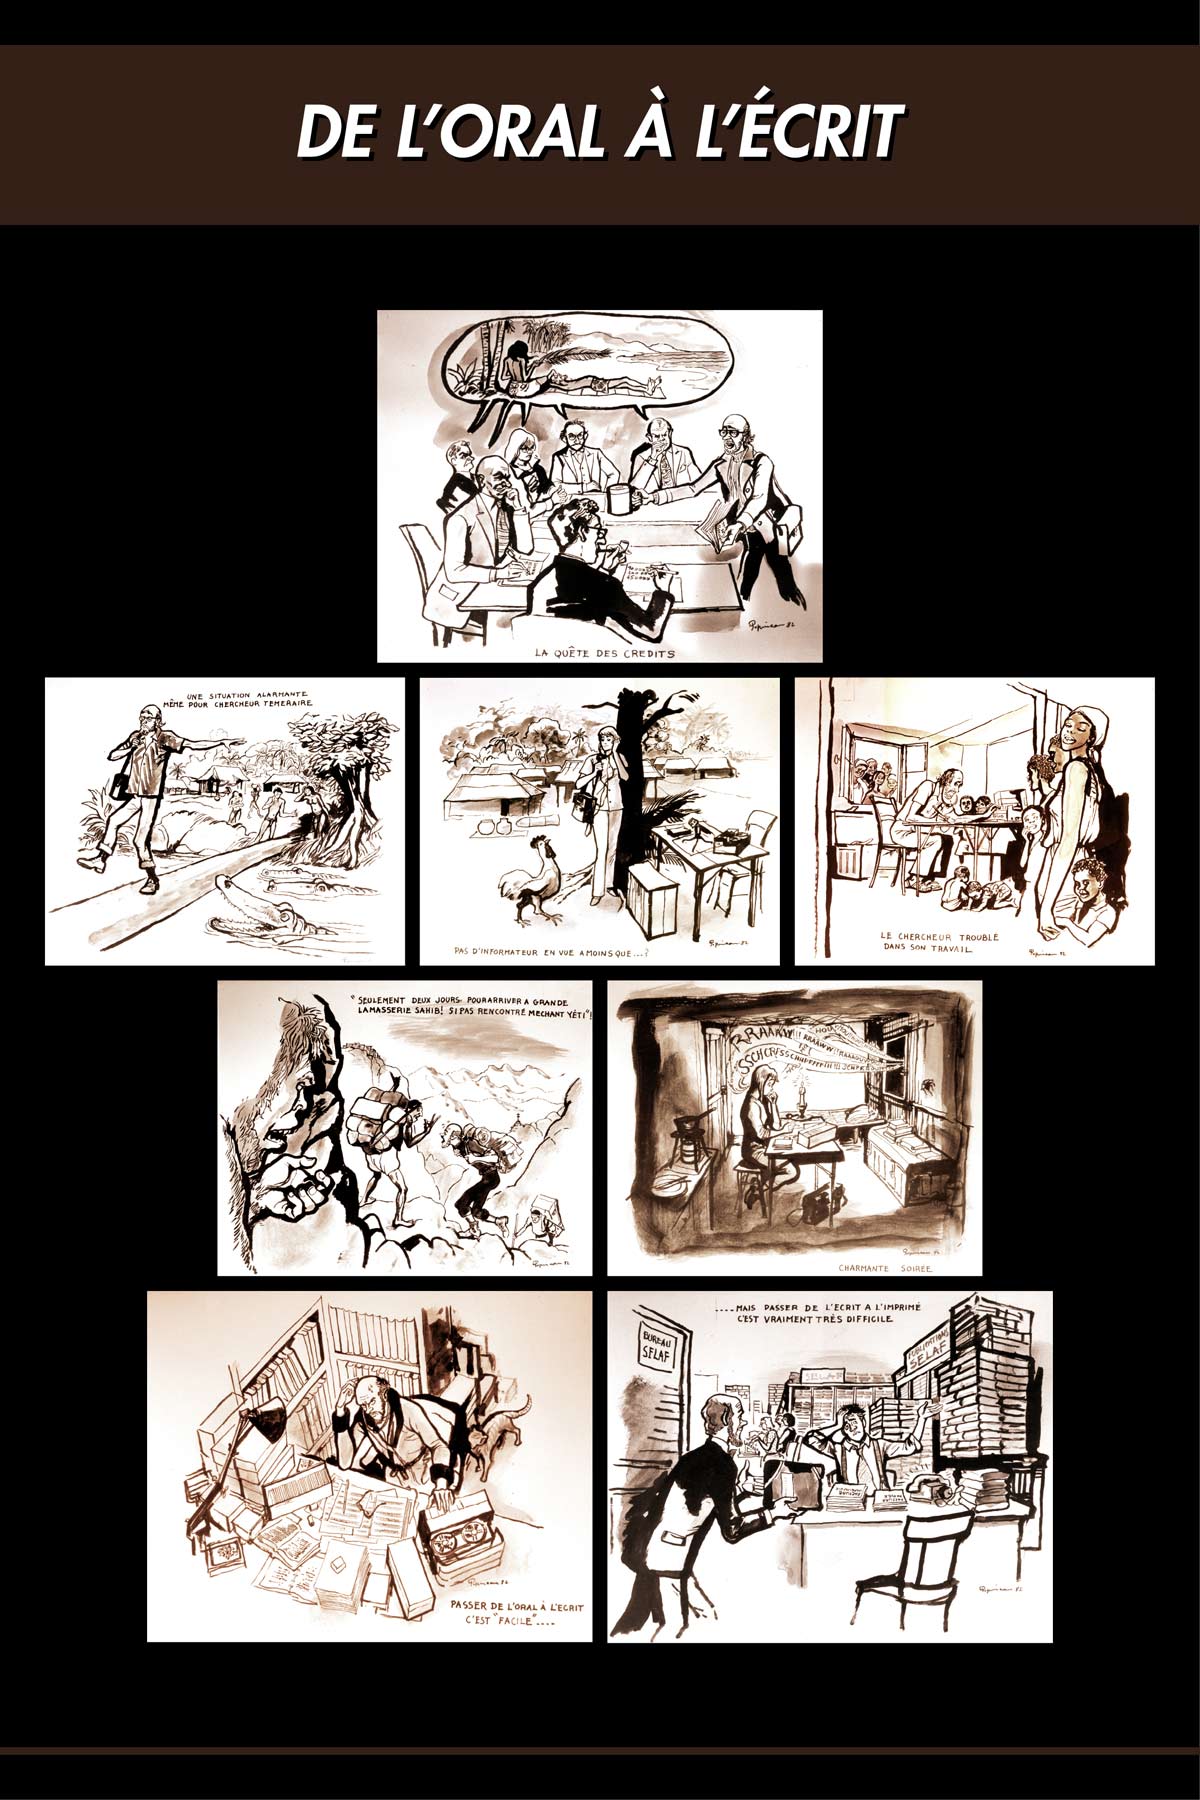 DE L'ORAL À L'ÉCRIT
LA QUÊTE DES CREDITS
UNE SITUATION ALARMANTE
MÊME POUR CHERCHEUR TEMERAIRE
PAS D'INFORMATEUR EN VUE A MOINS QUE...?
LE CHERCHEUR TROUBLÉ
DANS SON TRAVAIL
"SEULEMENT DEUX JOURS POUR ARRIVER A GRANDE
LAMASSERIE SAHIB! SI PAS RENCONTRÉ MECHANT YÉTI"!
CHARMANTE SOIRÉE
PASSER DE L'ORAL À L'ECRIT
C'EST "FACILE"....
....MAIS PASSER DE L'ECRIT A L'IMPRIMÉ
C'EST VRAIMENT TRÈS DIFFICILE
BUREAU
SELAF
SELAF
PUBLICATIONS
SELAF